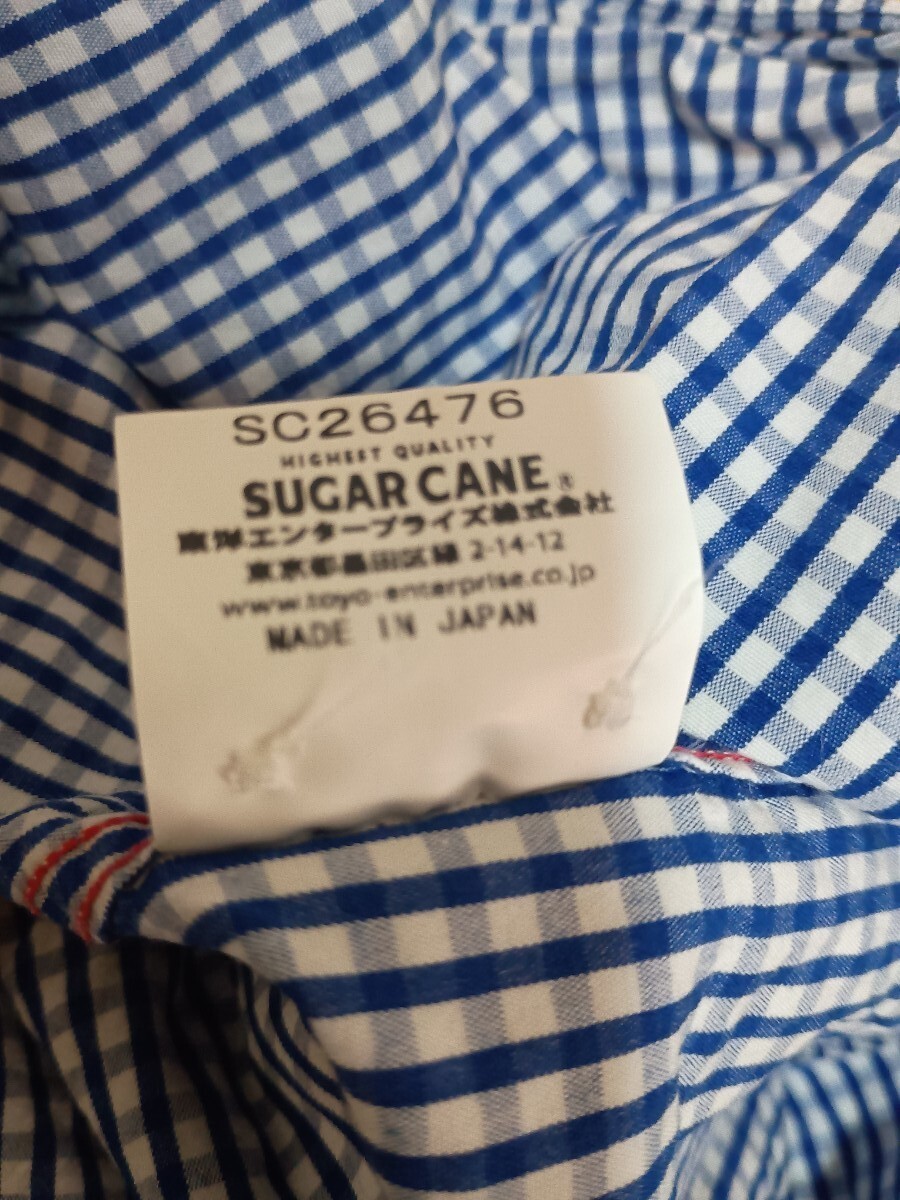 SC26476
HIGHEST QUALITY
SUGAR CANE®
東洋エンタープライズ株式会社
東京都墨田区緑 2-14-12
www.toyo-enterprise.co.jp
MADE IN JAPAN